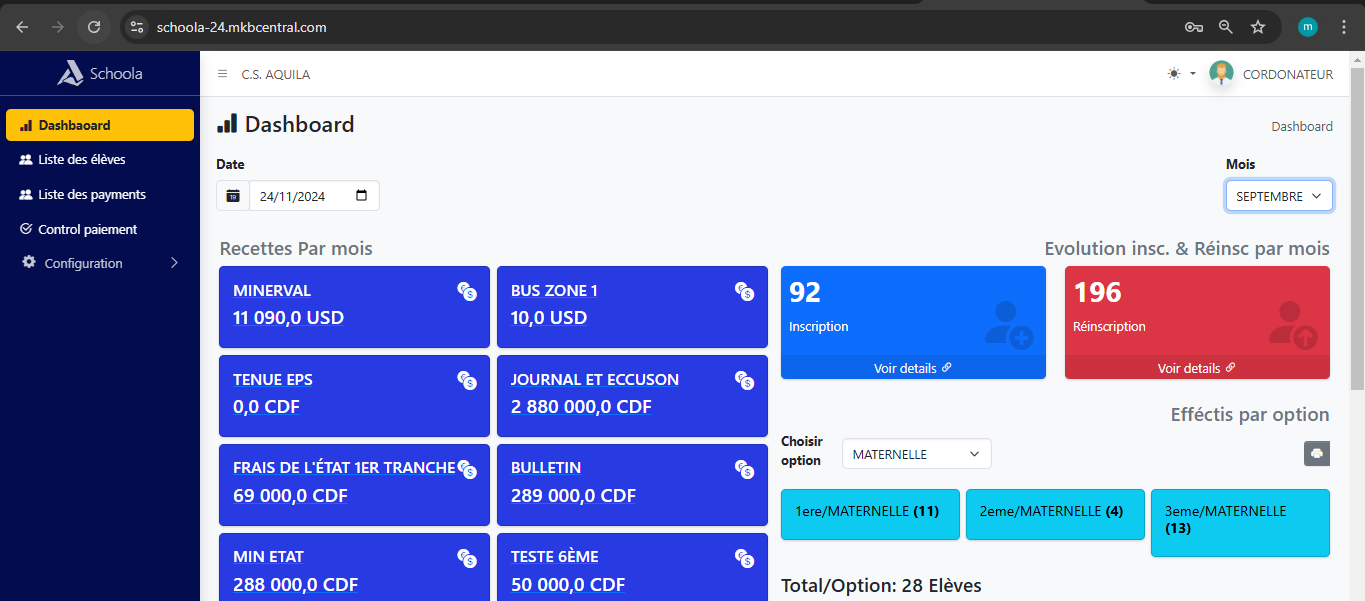 schoola-24.mkbcentral.com
m
Schoola
C.S. AQUILA
CORDONATEUR
Dashbaoard
Liste des élèves
Liste des payments
Control paiement
Configuration
Dashboard
Dashboard
Date
24/11/2024
Mois
SEPTEMBRE
Recettes Par mois
MINERVAL
11 090,0 USD
BUS ZONE 1
10,0 USD
TENUE EPS
0,0 CDF
JOURNAL ET ECCUSON
2 880 000,0 CDF
FRAIS DE L'ÉTAT 1ER TRANCHE
69 000,0 CDF
BULLETIN
289 000,0 CDF
MIN ETAT
288 000,0 CDF
TESTE 6ÈME
50 000,0 CDF
Evolution insc. & Réinsc par mois
92
Inscription
Voir details
196
Réinscription
Voir details
Efféctis par option
Choisir
option
MATERNELLE
1ere/MATERNELLE (11)
2eme/MATERNELLE (4)
3eme/MATERNELLE
(13)
Total/Option: 28 Elèves